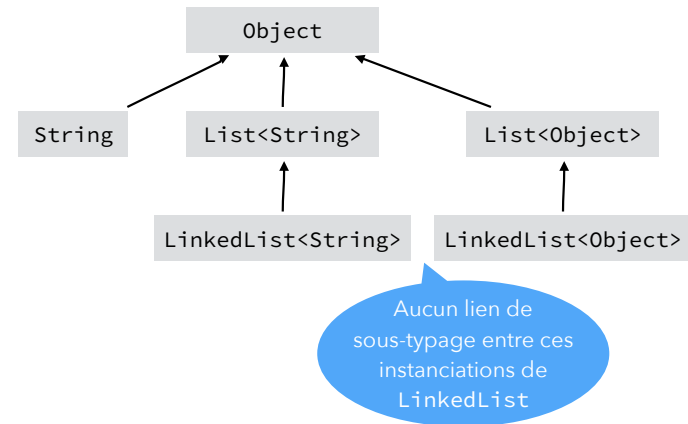 Object
String
List<String>
List<Object>
LinkedList<String>
LinkedList<Object>
Aucun lien de
sous-typage entre ces
instanciations de
LinkedList